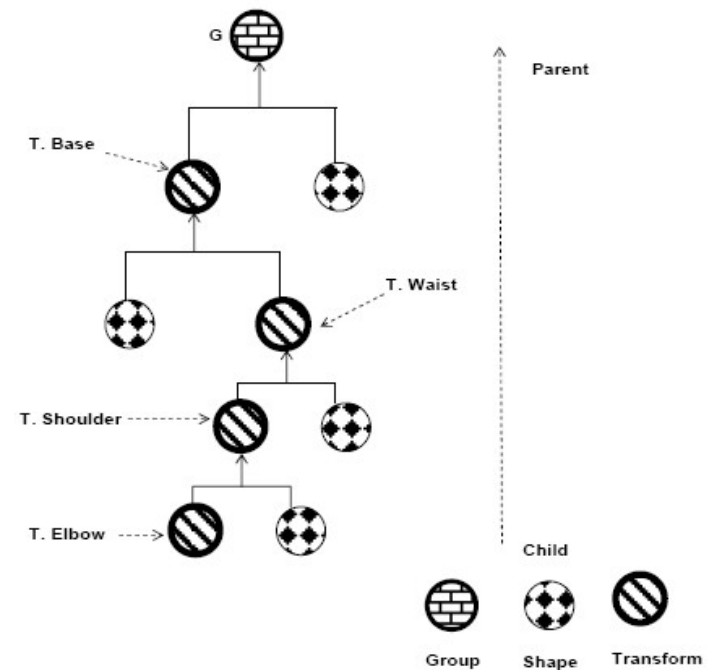 G
Parent
T. Base
T. Waist
T. Shoulder
T. Elbow
Child
Group
Shape
Transform